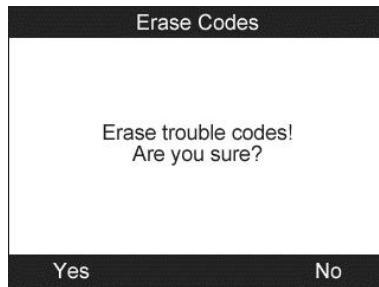 Erase Codes
Erase trouble codes!
Are you sure?
Yes No